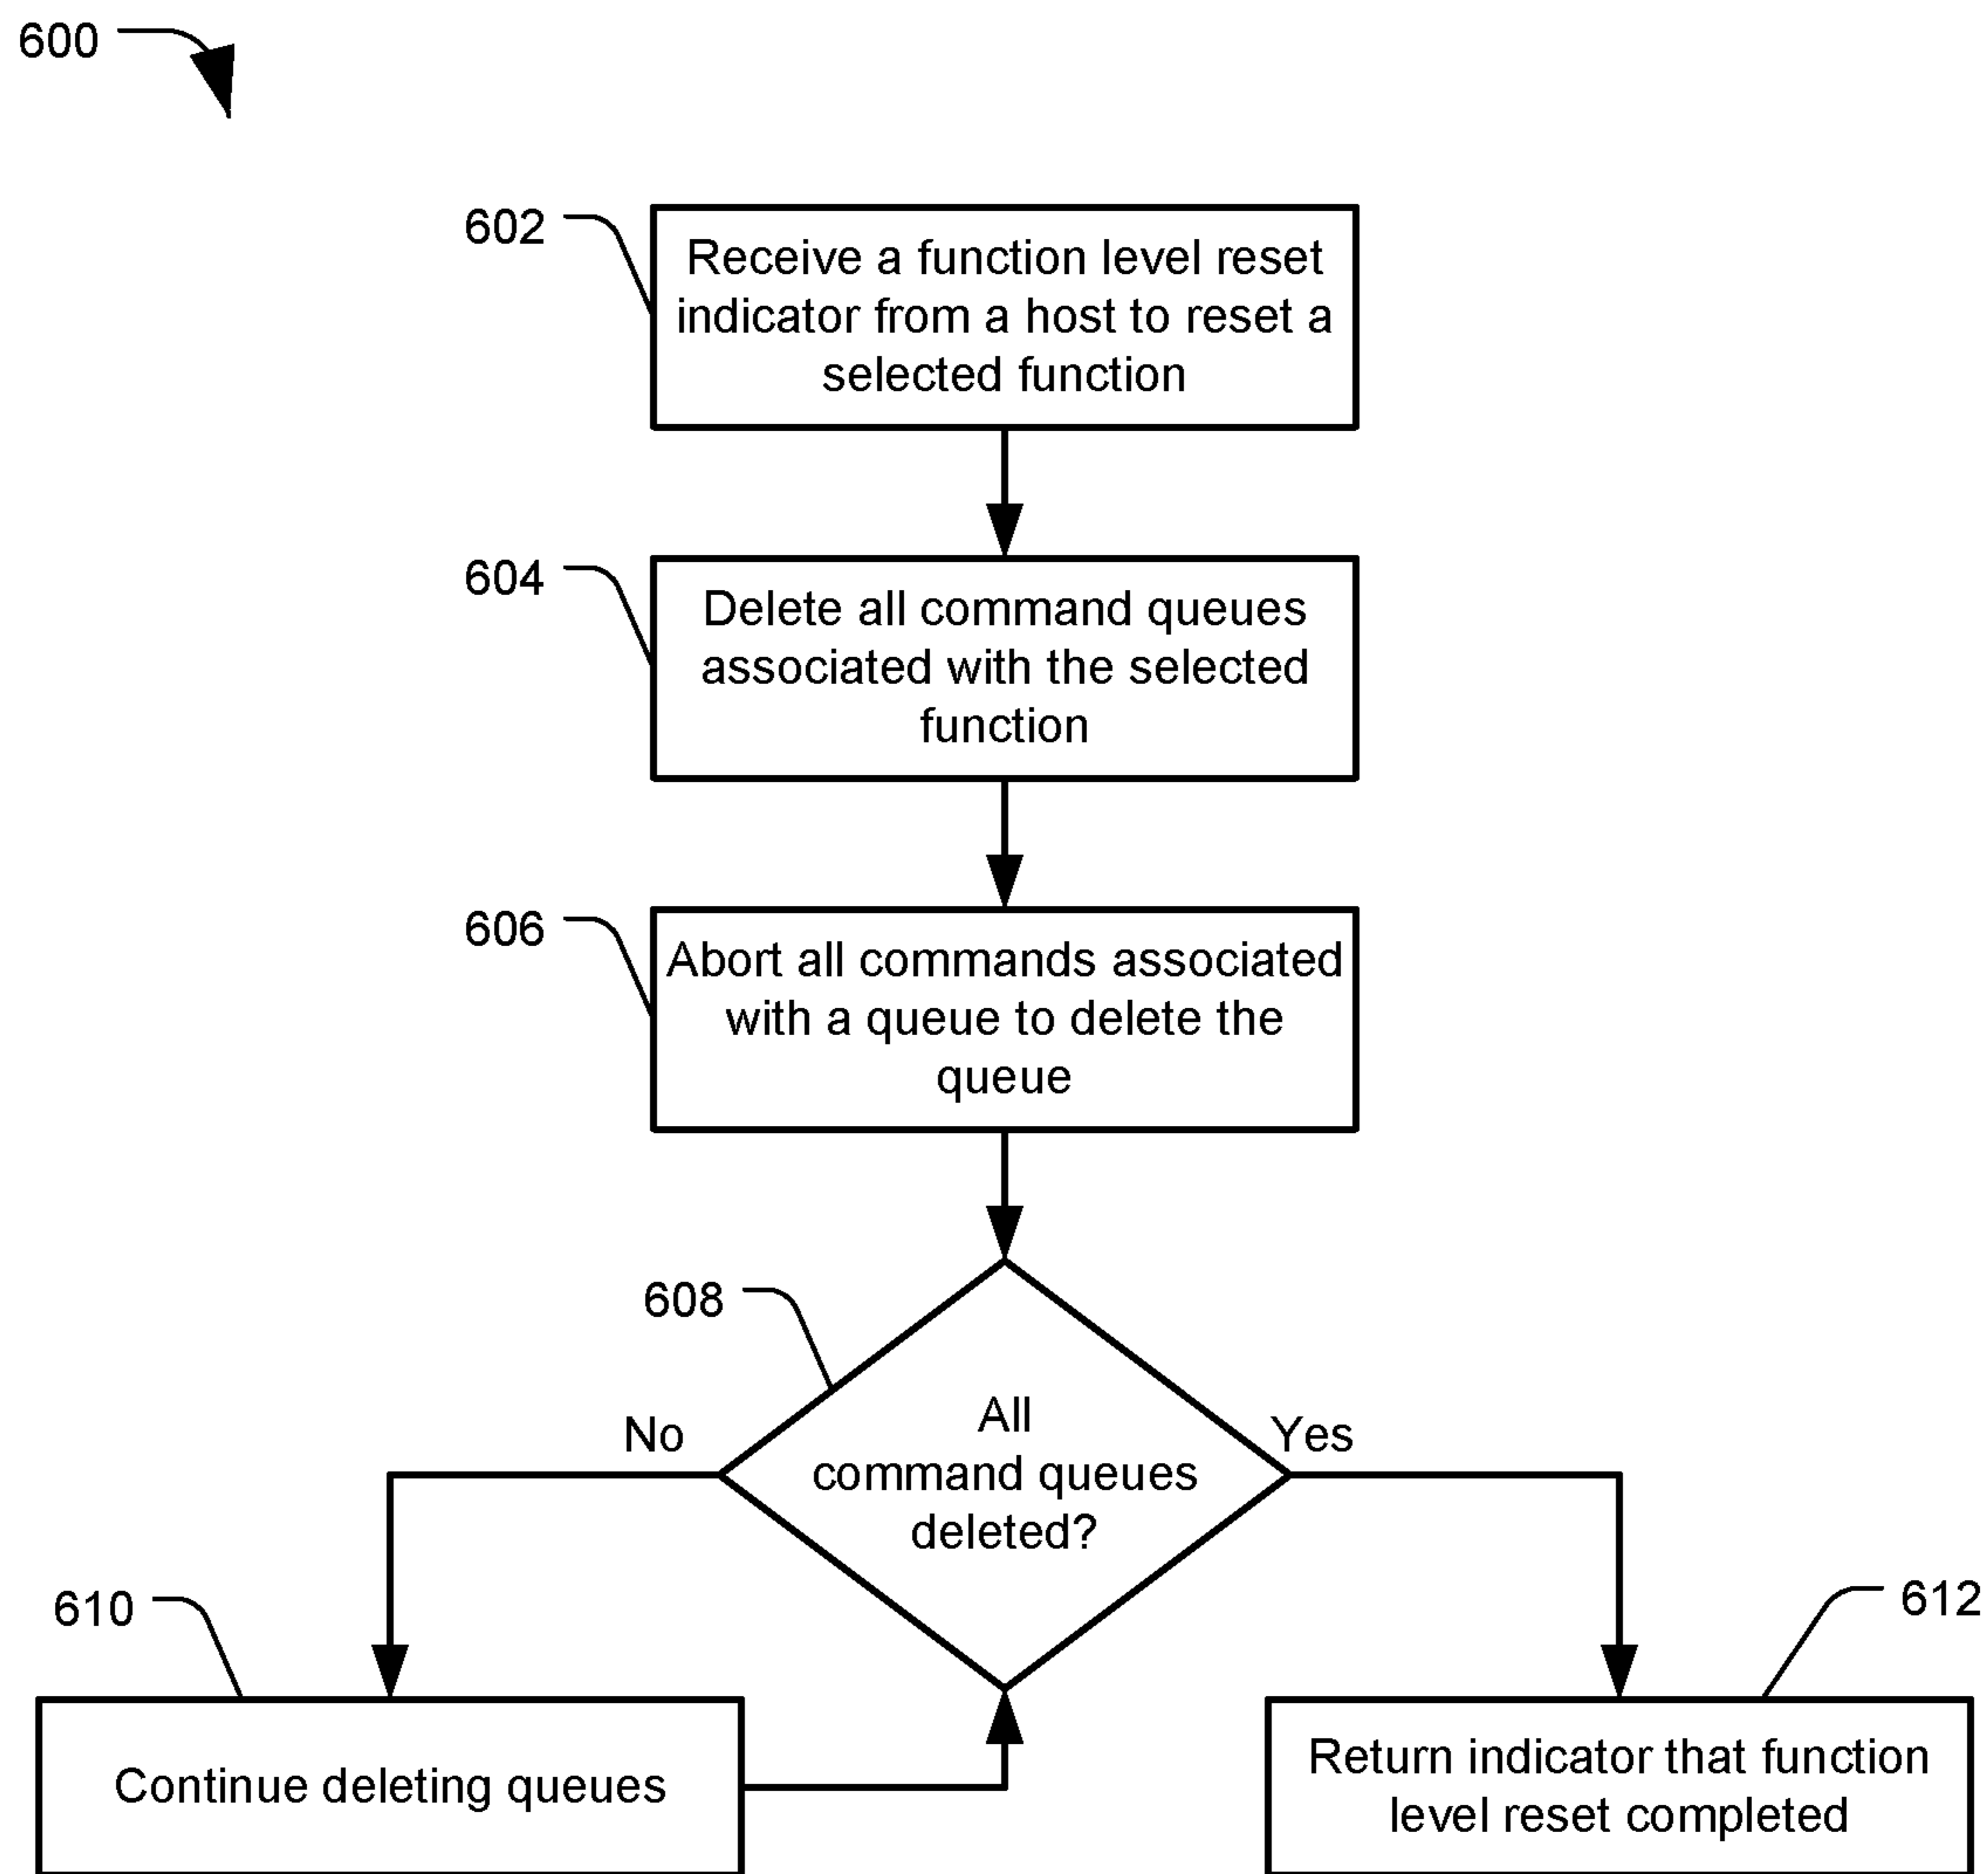 600
602
Receive a function level reset
indicator from a host to reset a
selected function
604
Delete all command queues
associated with the selected
function
606
Abort all commands associated
with a queue to delete the
queue
608
All
command queues
deleted?
No
Yes
610
Continue deleting queues
612
Return indicator that function
level reset completed